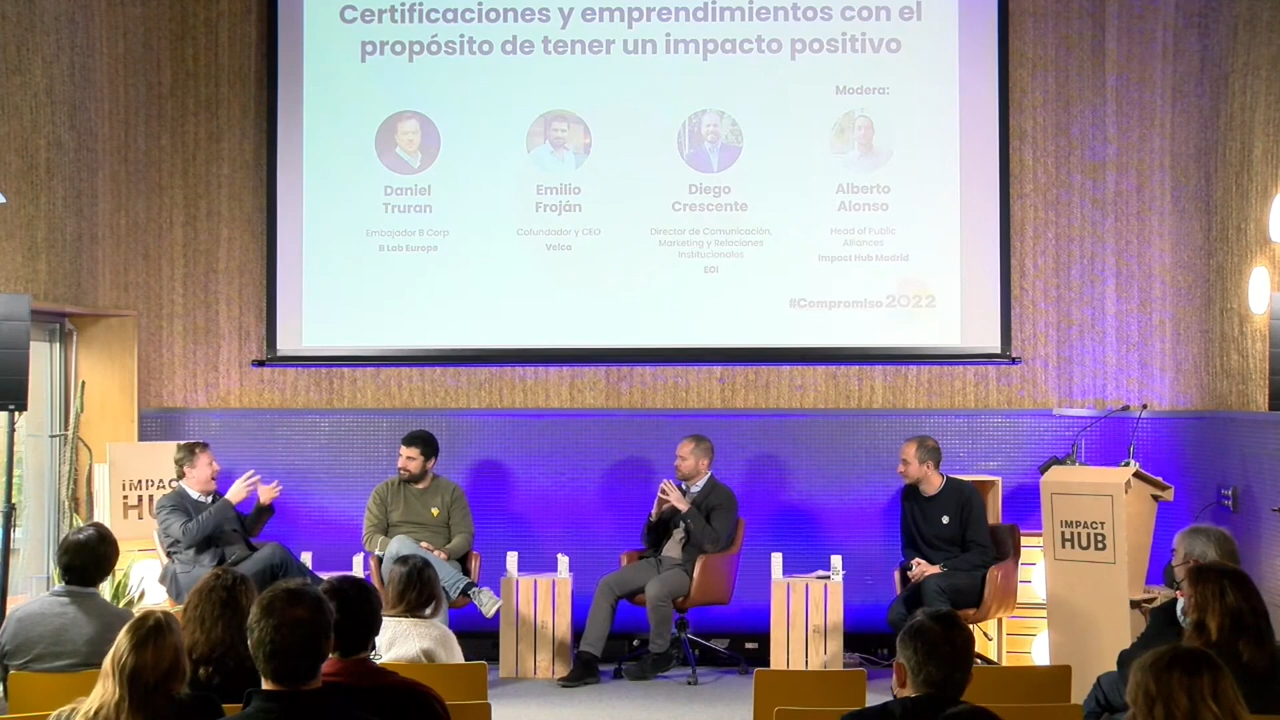 Certificaciones y emprendimientos con el
propósito de tener un impacto positivo
Modera:
Daniel
Truran
Embajador B Corp
B Lab Europe
Emilio
Froján
Cofundador y CEO
Velca
Diego
Crescente
Director de Comunicación,
Marketing y Relaciones
Institucionales
EOI
Alberto
Alonso
Head of Public
Alliances
Impact Hub Madrid
#Compromiso2022
IMPAC
HU
IMPACT
HUB